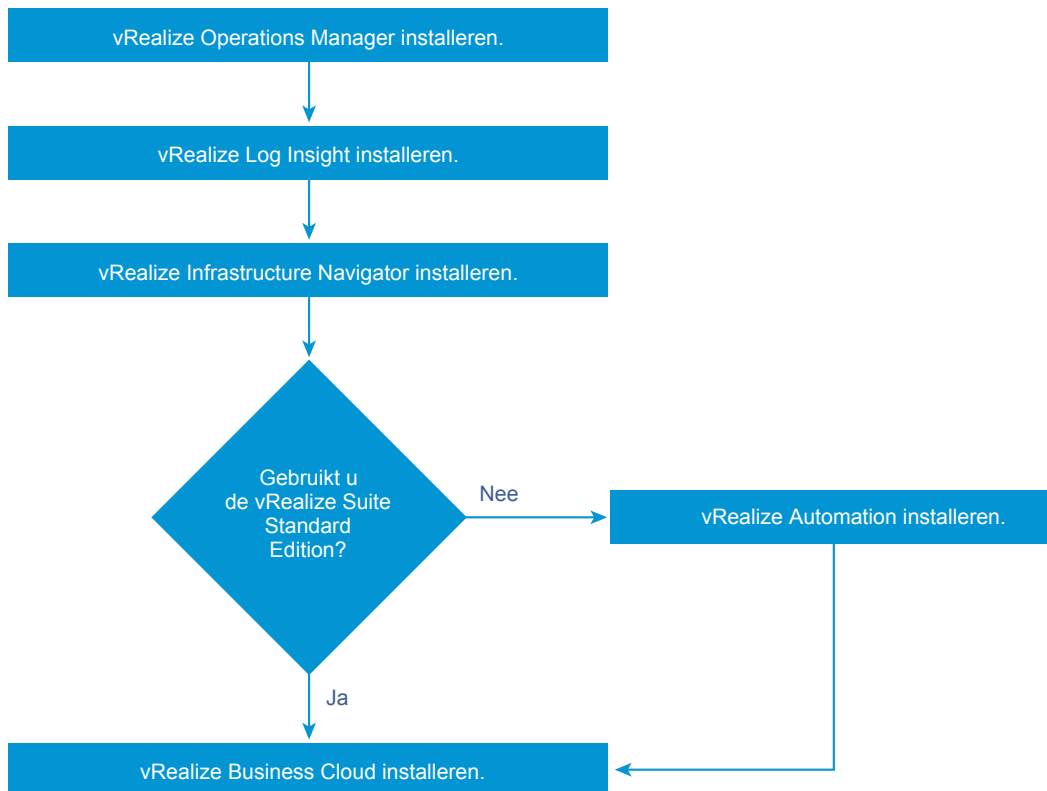 vRealize Operations Manager installeren.
vRealize Log Insight installeren.
vRealize Infrastructure Navigator installeren.
Gebruikt u
de vRealize Suite
Standard
Edition?
Nee
vRealize Automation installeren.
Ja
vRealize Business Cloud installeren.